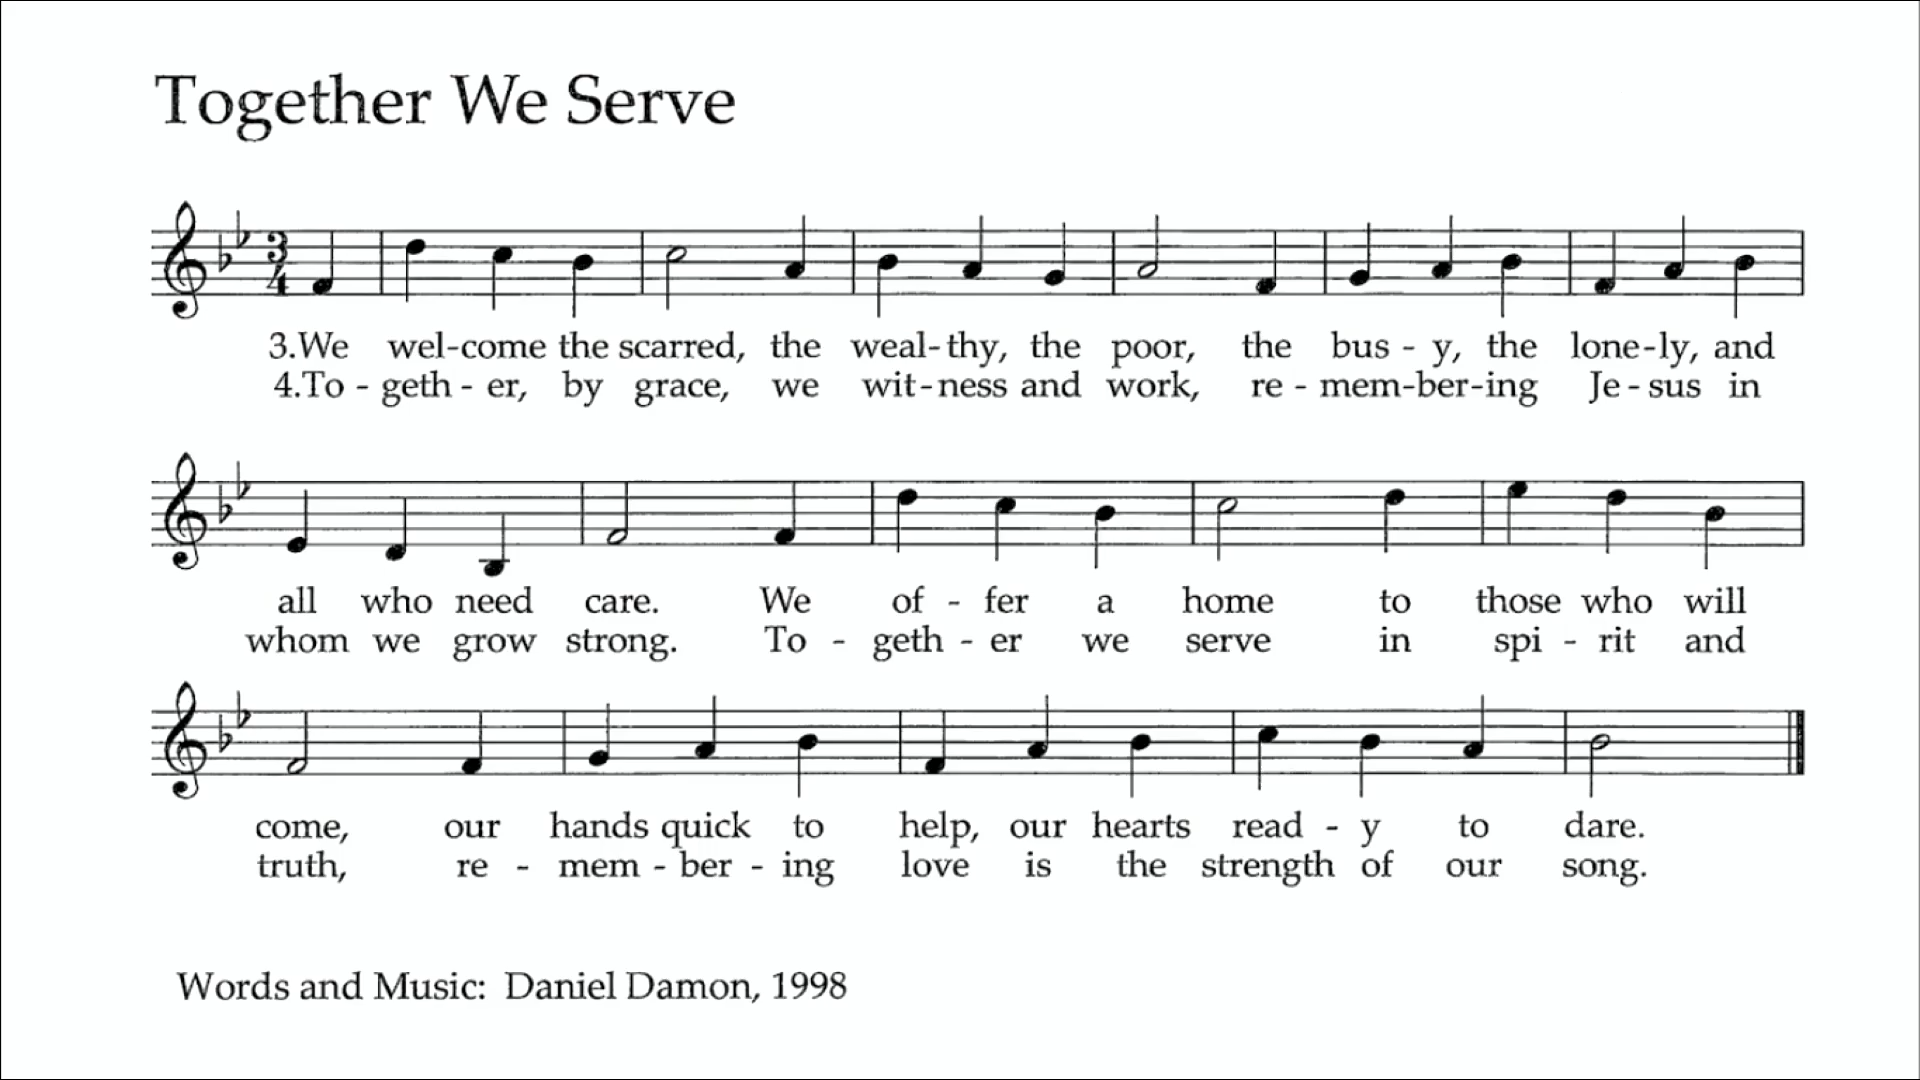 Together We Serve
3
4
3.We wel-come the scarred, the weal-thy, the poor, the bus - y, the lone-ly, and
4.To - geth - er, by grace, we wit-ness and work, re - mem-ber-ing Je-sus in
all who need care. We of - fer a home to those who will
whom we grow strong. To - geth - er we serve in spi - rit and
come, our hands quick to help, our hearts read - y to dare.
truth, re - mem - ber - ing love is the strength of our song.
Words and Music: Daniel Damon, 1998